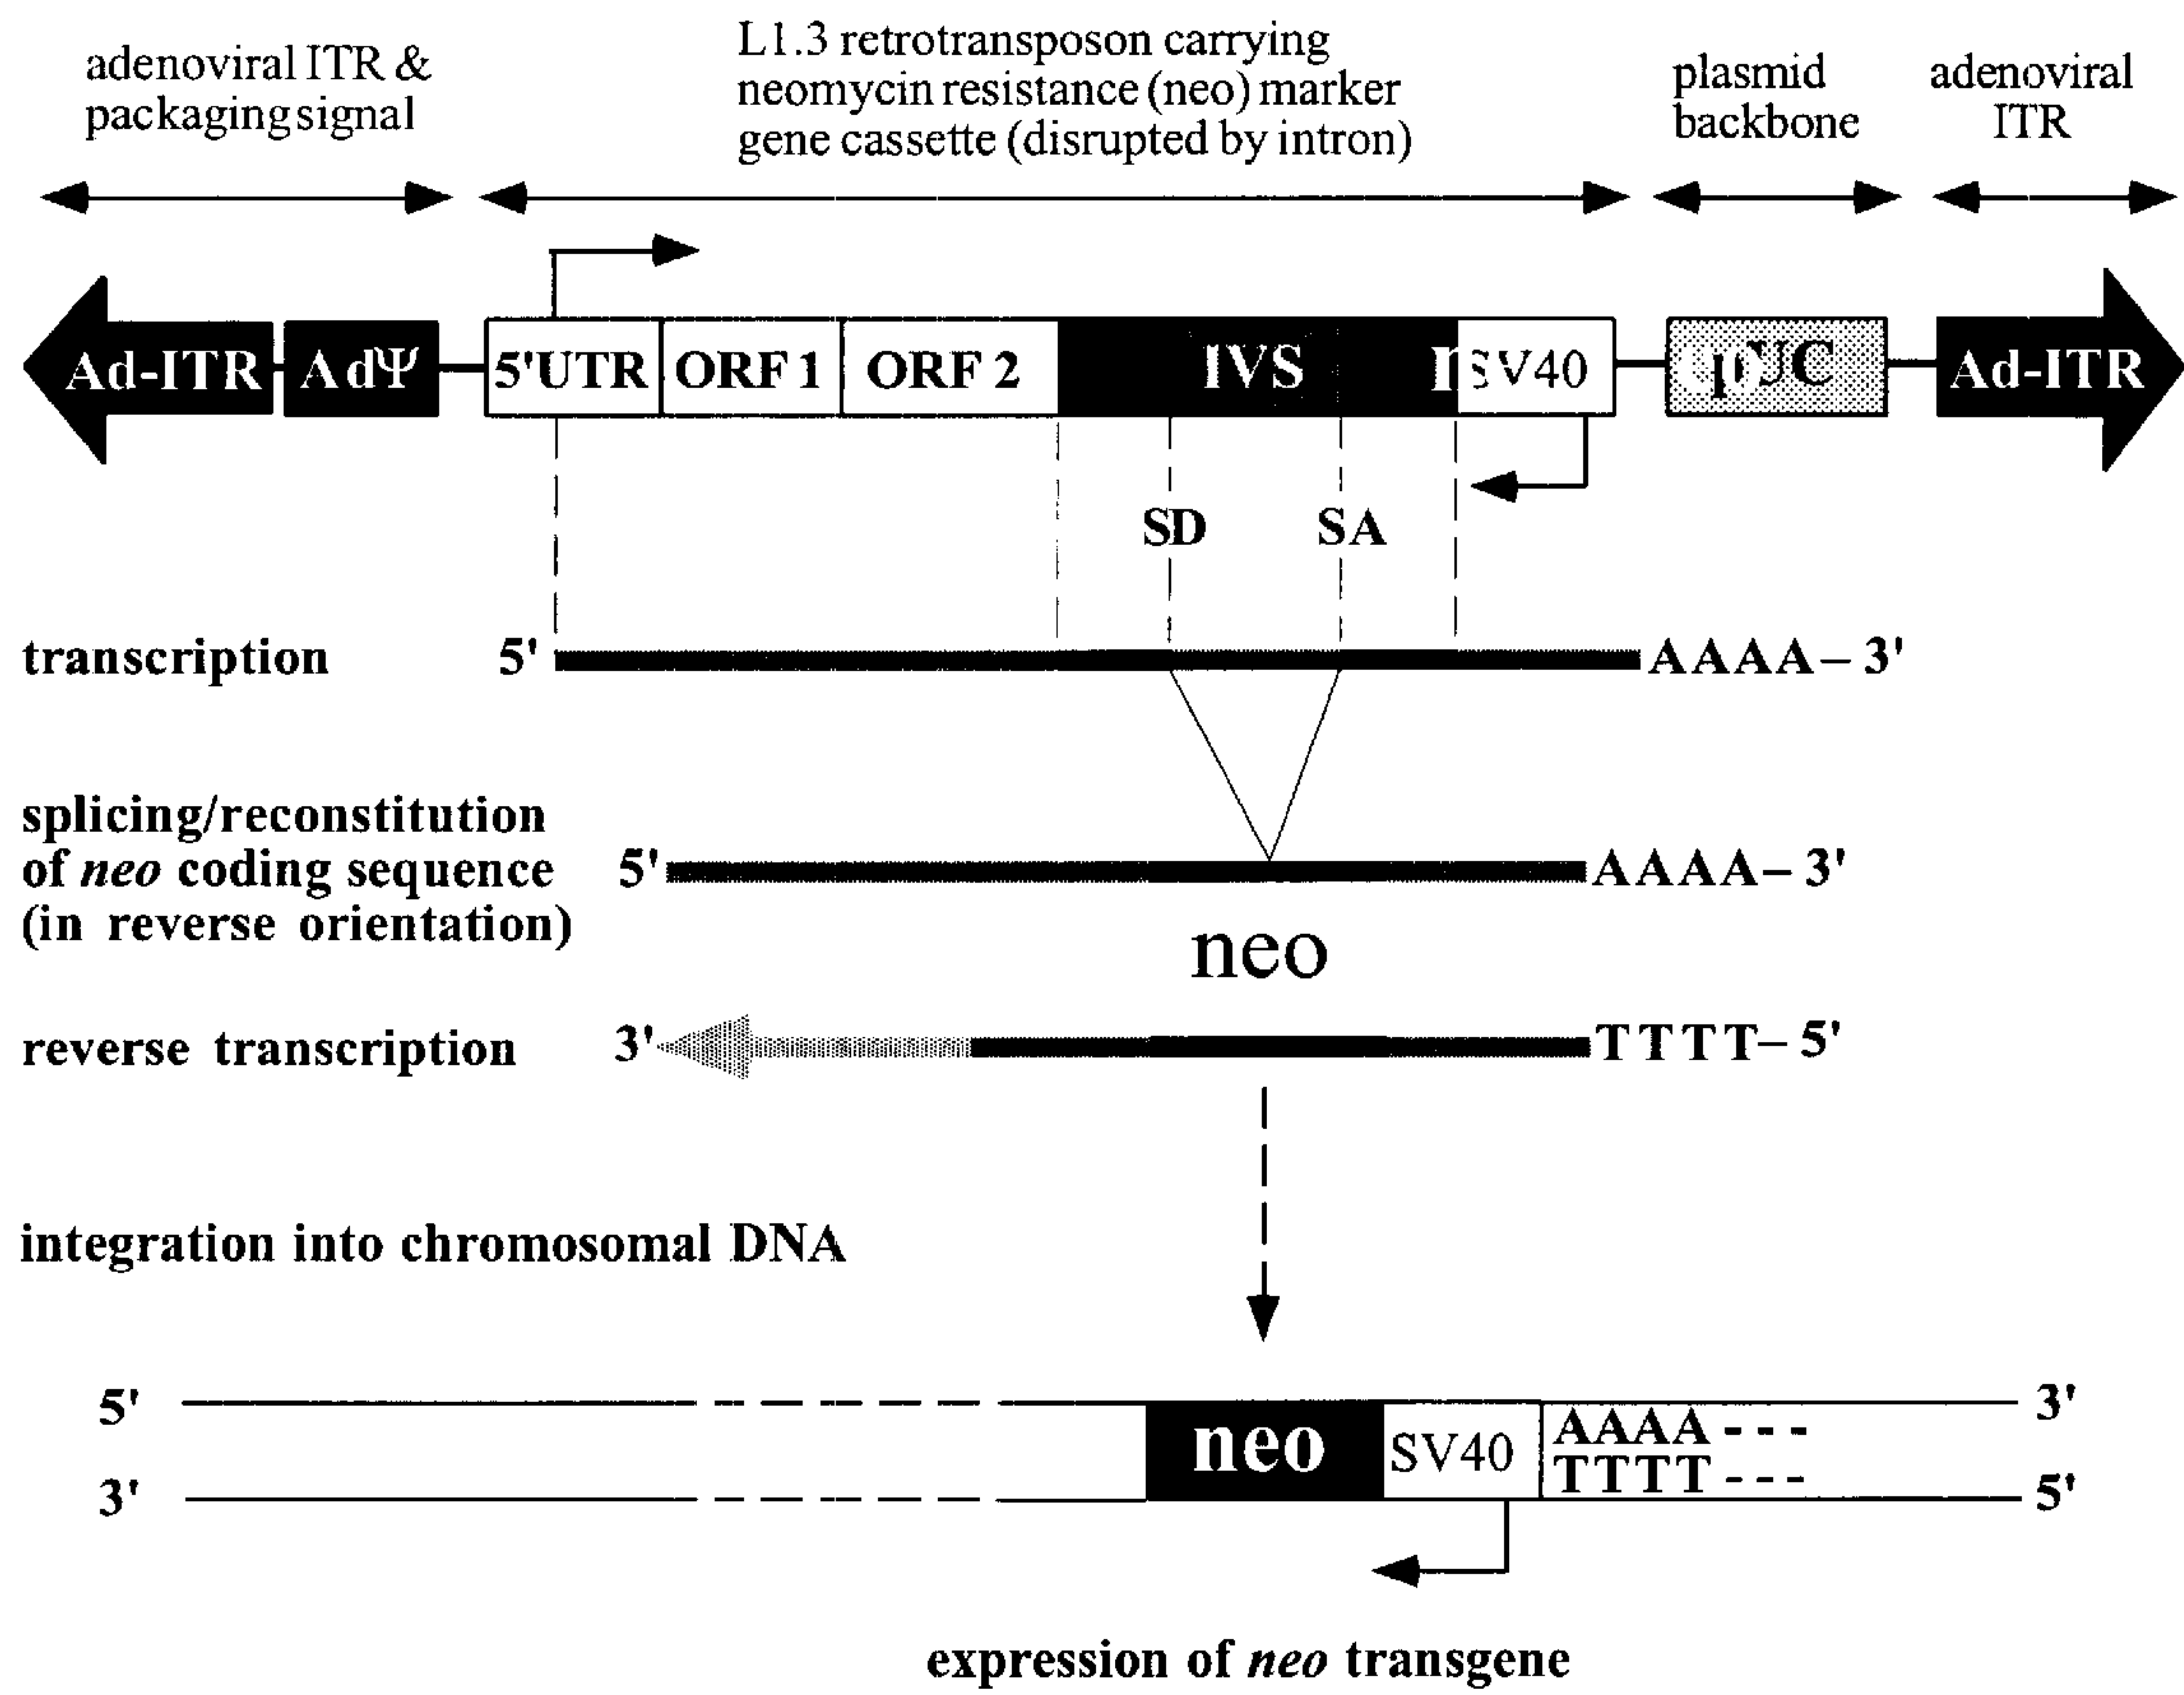 adenoviral ITR &
packaging signal
L1.3 retrotransposon carrying
neomycin resistance (neo) marker
gene cassette (disrupted by intron)
plasmid
backbone
adenoviral
ITR
Ad-ITR AdΨ 5'UTR ORF 1 ORF 2 IVS SV40 pUC Ad-ITR
SD SA
transcription 5' AAAA– 3'
splicing/reconstitution
of neo coding sequence
(in reverse orientation)
5' AAAA– 3'
neo
reverse transcription 3' TTTT– 5'
integration into chromosomal DNA
5' 3'
neo SV40 AAAA ---
TTTT ---
3' 5'
expression of neo transgene